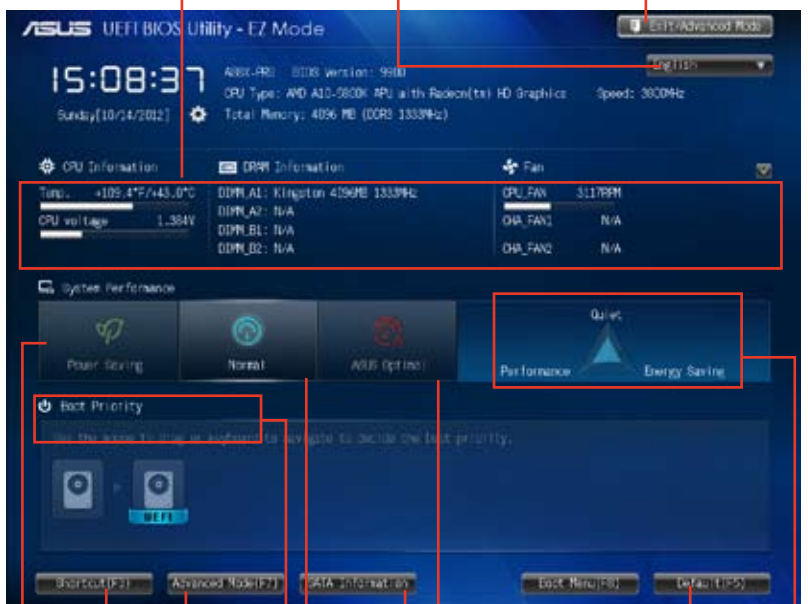 ASUS UEFI BIOS Utility - EZ Mode
Exit/Advanced Mode
English
15:08:37
Sunday[10/14/2012]
A88X-PRO BIOS Version: 9900
CPU Type: AMD A10-5800K APU with Radeon(tm) HD Graphics Speed: 3800MHz
Total Memory: 4096 MB (DDR3 1333MHz)
CPU Information
DRAM Information
Fan
Temp. +109.4°F/+43.0°C
CPU voltage 1.384V
DIMM_A1: Kingston 4096MB 1333MHz
DIMM_A2: N/A
DIMM_B1: N/A
DIMM_B2: N/A
CPU_FAN 3117RPM
CHA_FAN1 N/A
CHA_FAN2 N/A
System Performance
Power Saving
Normal
ASUS Optimal
Quiet
Performance
Energy Saving
Boot Priority
Use the mouse to drag or keyboard to navigate to decide the boot priority.
UEFI
Shortcut(F3)
Advanced Mode(F7)
SATA Information
Boot Menu(F8)
Default(F5)